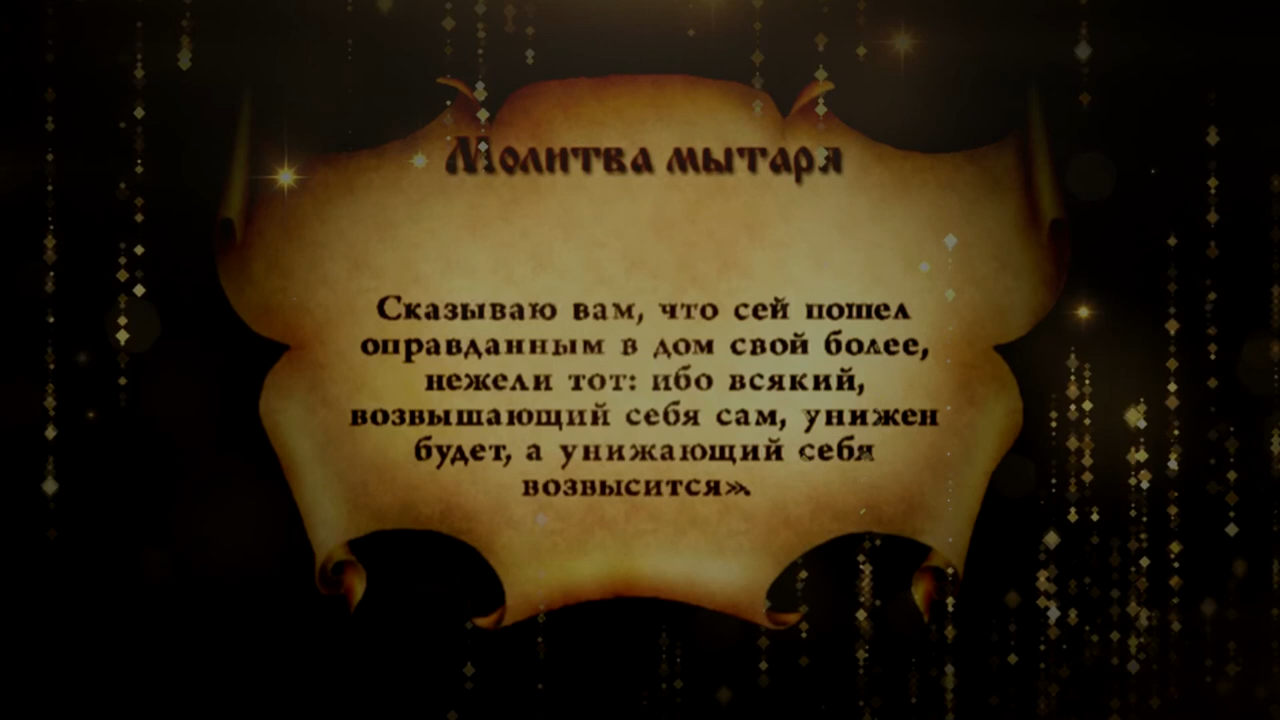 Молитва мытаря
Сказываю вам, что сей пошел
оправданным в дом свой более,
нежели тот: ибо всякий,
возвышающий себя сам, унижен
будет, а унижающий себя
возвысится».